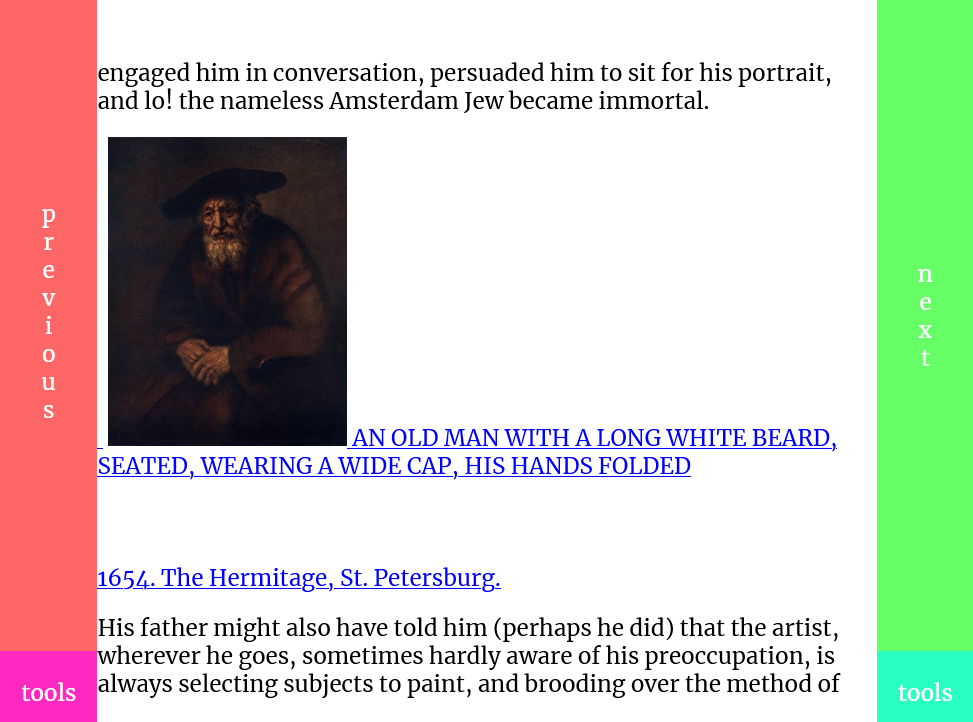 engaged him in conversation, persuaded him to sit for his portrait,
and lo! the nameless Amsterdam Jew became immortal.
AN OLD MAN WITH A LONG WHITE BEARD,
SEATED, WEARING A WIDE CAP, HIS HANDS FOLDED
1654. The Hermitage, St. Petersburg.
His father might also have told him (perhaps he did) that the artist,
wherever he goes, sometimes hardly aware of his preoccupation, is
always selecting subjects to paint, and brooding over the method of
previous
next
tools
tools